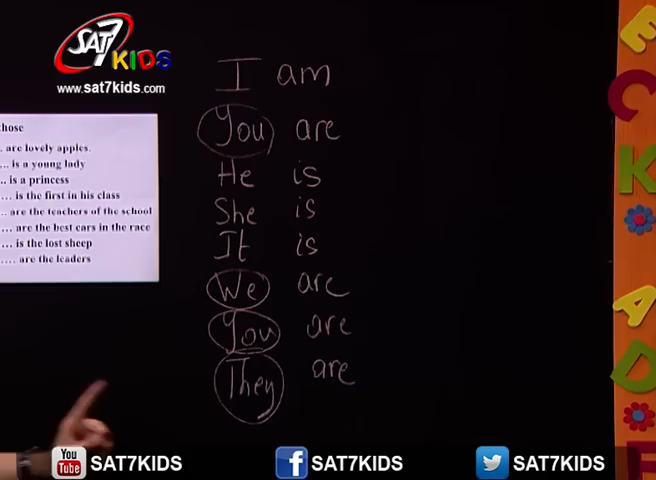 SAT7
KIDS
www.sat7kids.com
hose
. are lovely apples.
... is a young lady
.. is a princess
.... is the first in his class
.. are the teachers of the school
... are the best cars in the race
.... is the lost sheep
..... are the leaders
I am
You are
He is
She is
It is
We are
You are
They are
E
C
K
A
D
You Tube SAT7KIDS
f SAT7KIDS
SAT7KIDS